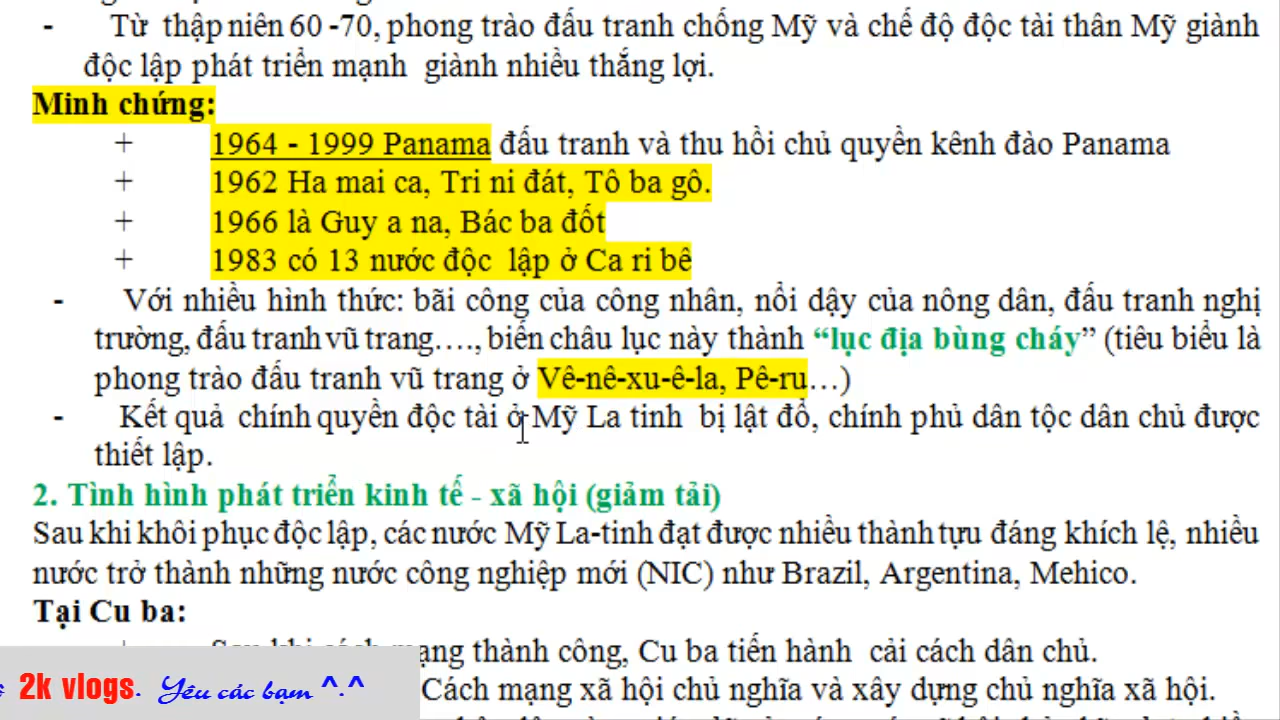 - Từ thập niên 60 -70, phong trào đấu tranh chống Mỹ và chế độ độc tài thân Mỹ giành
độc lập phát triển mạnh giành nhiều thắng lợi.
Minh chứng:
+ 1964 - 1999 Panama đấu tranh và thu hồi chủ quyền kênh đào Panama
+ 1962 Ha mai ca, Tri ni đát, Tô ba gô.
+ 1966 là Guy a na, Bác ba đốt
+ 1983 có 13 nước độc lập ở Ca ri bê
- Với nhiều hình thức: bãi công của công nhân, nổi dậy của nông dân, đấu tranh nghị
trường, đấu tranh vũ trang…., biến châu lục này thành “lục địa bùng cháy” (tiêu biểu là
phong trào đấu tranh vũ trang ở Vê-nê-xu-ê-la, Pê-ru…)
- Kết quả chính quyền độc tài ở Mỹ La tinh bị lật đổ, chính phủ dân tộc dân chủ được
thiết lập.
2. Tình hình phát triển kinh tế - xã hội (giảm tải)
Sau khi khôi phục độc lập, các nước Mỹ La-tinh đạt được nhiều thành tựu đáng khích lệ, nhiều
nước trở thành những nước công nghiệp mới (NIC) như Brazil, Argentina, Mehico.
Tại Cu ba:
+ Sau khi cách mạng thành công, Cu ba tiến hành cải cách dân chủ.
Cách mạng xã hội chủ nghĩa và xây dựng chủ nghĩa xã hội.
2k vlogs. Yêu các bạm ^.^